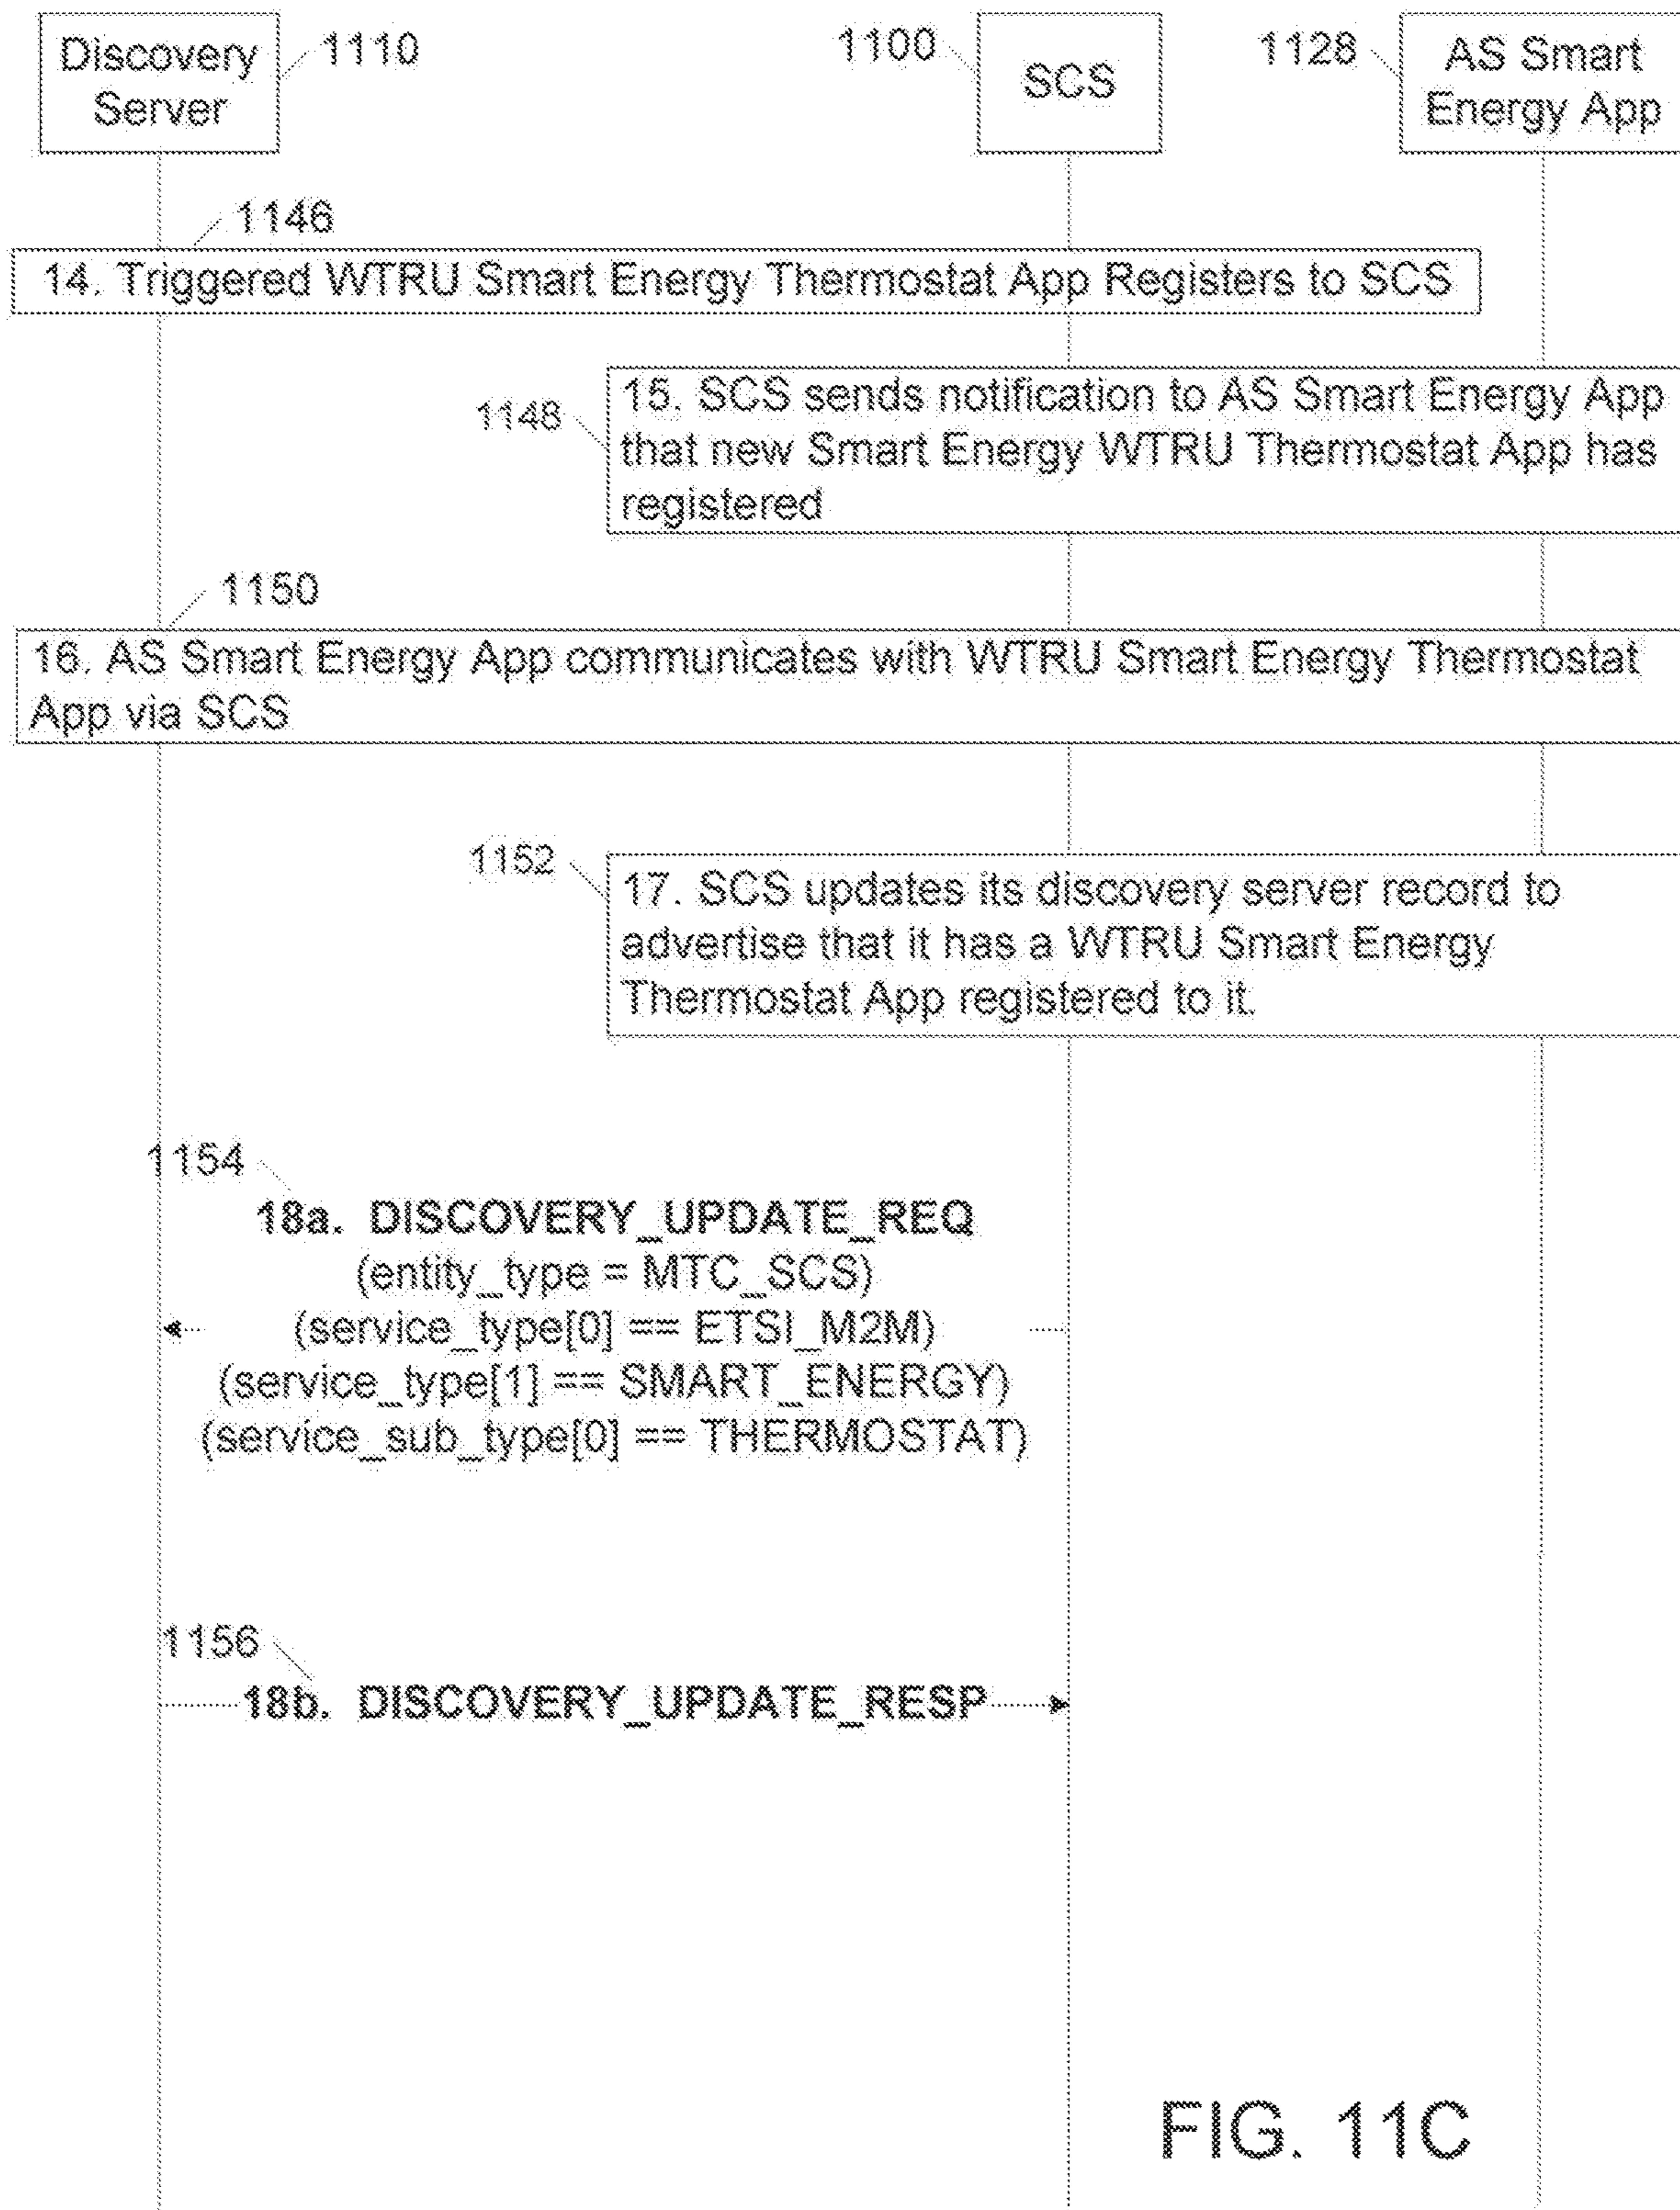 Discovery
Server
1110
1100
SCS
1128
AS Smart
Energy App
1146
14. Triggered WTRU Smart Energy Thermostat App Registers to SCS
1148
15. SCS sends notification to AS Smart Energy App
that new Smart Energy WTRU Thermostat App has
registered
1150
16. AS Smart Energy App communicates with WTRU Smart Energy Thermostat
App via SCS
1152
17. SCS updates its discovery server record to
advertise that it has a WTRU Smart Energy
Thermostat App registered to it.
1154
18a. DISCOVERY_UPDATE_REQ
(entity_type = MTC_SCS)
(service_type[0] == ETSI_M2M)
(service_type[1] == SMART_ENERGY)
(service_sub_type[0] == THERMOSTAT)
1156
18b. DISCOVERY_UPDATE_RESP
FIG. 11C